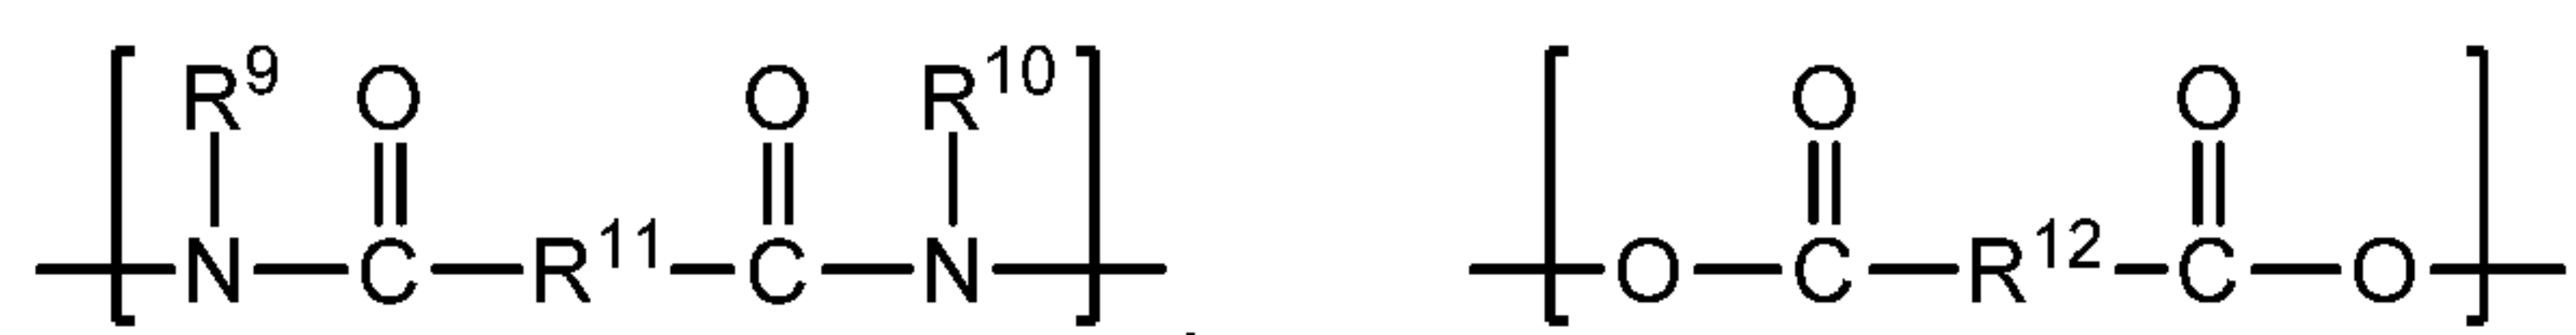 R⁹ O O R¹⁰ O O
N C R¹¹ C N O C R¹² C O